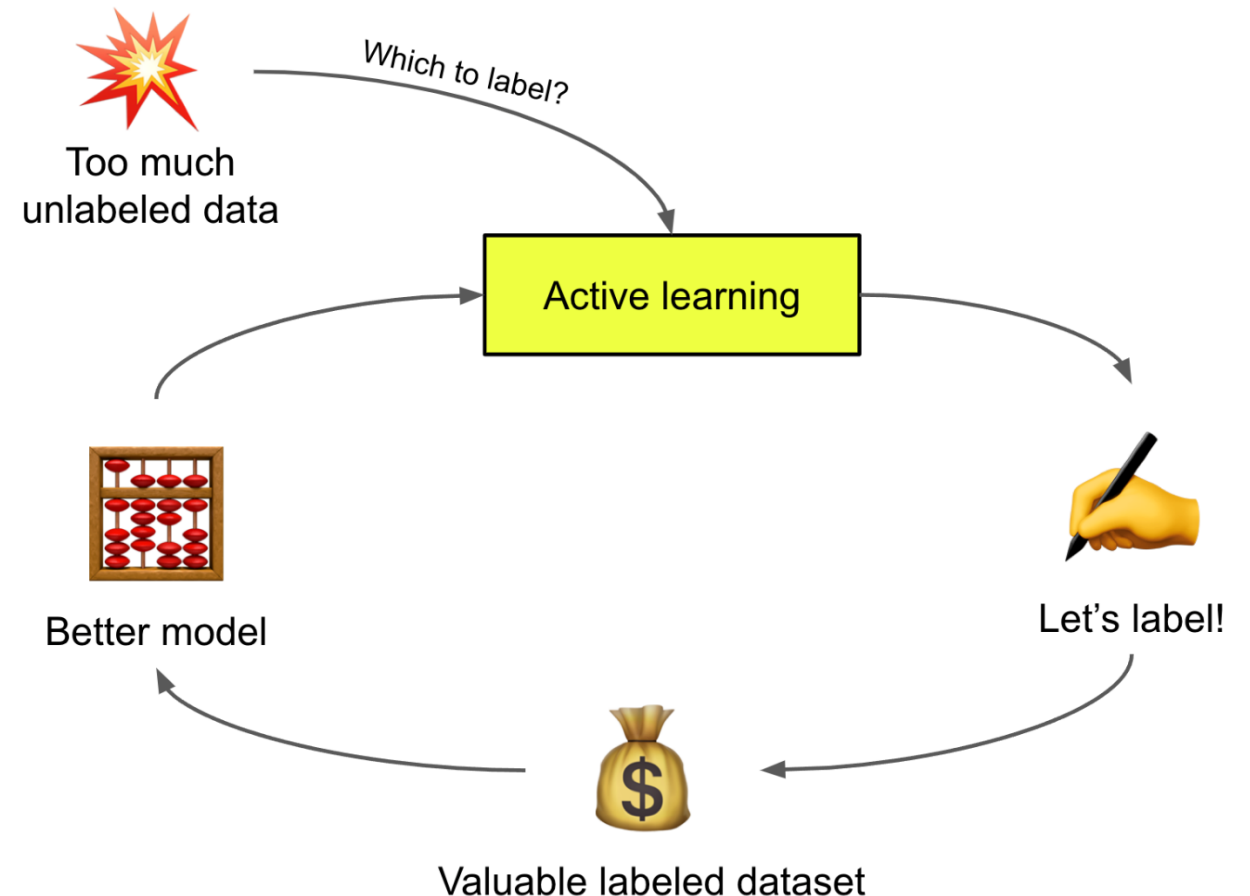 Which to label?
Too much
unlabeled data
Active learning
Better model
Let’s label!
$
Valuable labeled dataset